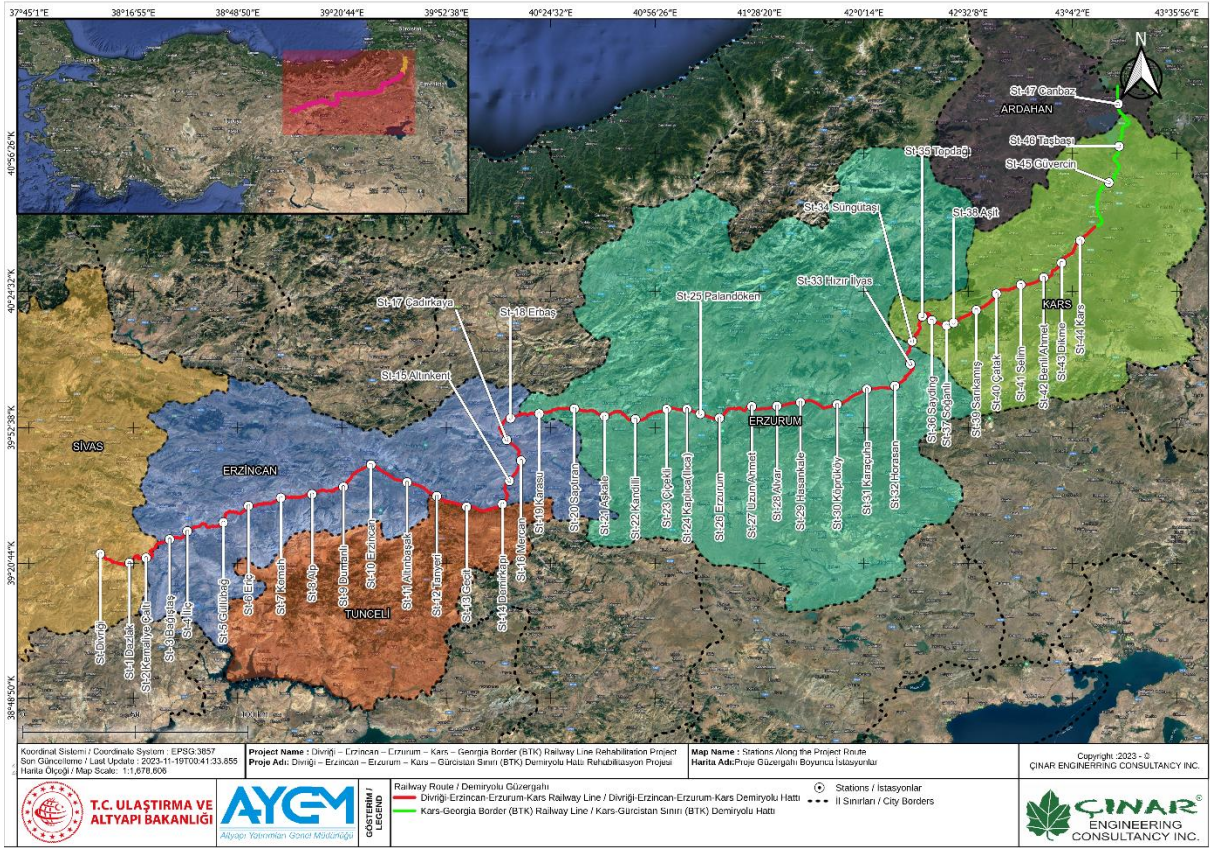 37°45'1"E 38°16'55"E 38°48'50"E 39°20'44"E 40°24'32"E 40°56'26"E 41°28'20"E 42°0'14"E 42°32'8"E 43°4'2"E 43°35'56"E
40°56'26"K
40°24'32"K
39°52'38"K
39°20'44"K
38°48'50"K
N
St-47 Canbaz
ARDAHAN
St-46 Taşbaşı
St-45 Güvercin
St-35 Topdağ
St-34 Süngütaşı
St-38 Aşit
St-33 Hızır İlyas
St-25 Palandöken
St-17 Çadırkaya
St-18 Erbaş
St-15 Altınkent
KARS
ERZURUM
SİVAS
ERZİNCAN
TUNCELİ
St-Divriği
St-1 Dazlak
St-2 Kemaliye Çaltı
St-3 Bağıştaş
St-4 İliç
St-5 Güllübağ
St-6 Eriç
St-7 Kemah
St-8 Alp
St-9 Dumanlı
St-10 Erzincan
St-11 Altınbaşak
St-12 Tanyeri
St-13 Geçit
St-14 Demirkapı
St-16 Mercan
St-19 Karasu
St-20 Saptıran
St-21 Aşkale
St-22 Kandilli
St-23 Çiçekli
St-24 Kaplıca(Ilıca)
St-26 Erzurum
St-27 Uzun Ahmet
St-28 Alvar
St-29 Hasankale
St-30 Köprüköy
St-31 Karaçuha
St-32 Horasan
St-36 Sayding
St-37 Soğanlı
St-39 Sarıkamış
St-40 Çatak
St-41 Selim
St-42 Benli Ahmet
St-43 Dikme
St-44 Kars
Koordinat Sistemi / Coordinate System : EPSG:3857
Son Güncelleme / Last Update : 2023-11-19T00:41:33.855
Harita Ölçeği / Map Scale: 1:1,678,606
Project Name : Divriği – Erzincan – Erzurum – Kars – Georgia Border (BTK) Railway Line Rehabilitation Project
Proje Adı: Divriği – Erzincan – Erzurum – Kars – Gürcistan Sınırı (BTK) Demiryolu Hattı Rehabilitasyon Projesi
Map Name : Stations Along the Project Route
Harita Adı:Proje Güzergahı Boyunca İstasyonlar
Copyright :2023 - ©
ÇINAR ENGINERRING CONSULTANCY INC.
T.C. ULAŞTIRMA VE
ALTYAPI BAKANLIĞI
AYGM
Altyapı Yatırımları Genel Müdürlüğü
GÖSTERİM /
LEGEND
Railway Route / Demiryolu Güzergahı
Divriği-Erzincan-Erzurum-Kars Railway Line / Divriği-Erzincan-Erzurum-Kars Demiryolu Hattı
Kars-Georgia Border (BTK) Railway Line / Kars-Gürcistan Sınırı (BTK) Demiryolu Hattı
Stations / İstasyonlar
İl Sınırları / City Borders
ÇINAR®
ENGINEERING
CONSULTANCY INC.